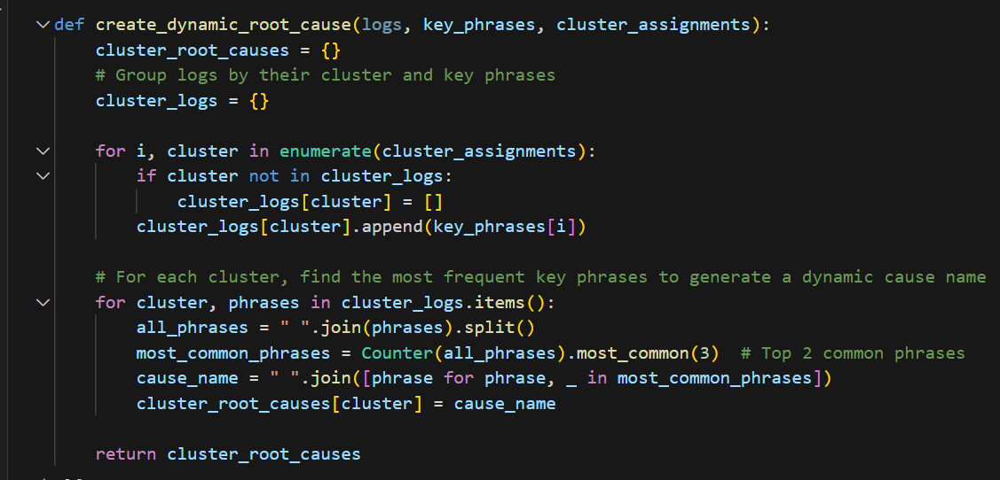 def create_dynamic_root_cause(logs, key_phrases, cluster_assignments):
    cluster_root_causes = {}
    # Group logs by their cluster and key phrases
    cluster_logs = {}

    for i, cluster in enumerate(cluster_assignments):
        if cluster not in cluster_logs:
            cluster_logs[cluster] = []
        cluster_logs[cluster].append(key_phrases[i])

    # For each cluster, find the most frequent key phrases to generate a dynamic cause name
    for cluster, phrases in cluster_logs.items():
        all_phrases = " ".join(phrases).split()
        most_common_phrases = Counter(all_phrases).most_common(3)  # Top 2 common phrases
        cause_name = " ".join([phrase for phrase, _ in most_common_phrases])
        cluster_root_causes[cluster] = cause_name

    return cluster_root_causes